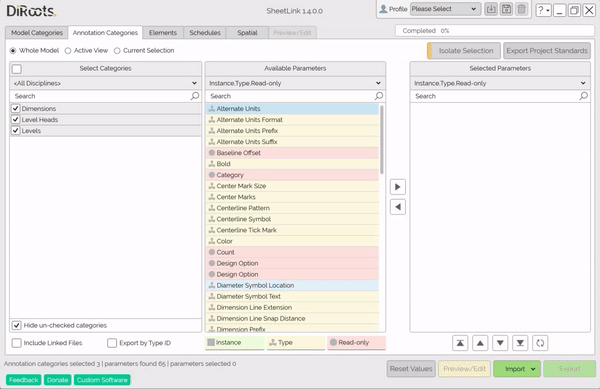 DiRoots
SheetLink 1.4.0.0
Profile Please Select
?
Model Categories Annotation Categories Elements Schedules Spatial Preview/Edit
Completed 0%
Whole Model Active View Current Selection
Isolate Selection Export Project Standards
Select Categories Available Parameters Selected Parameters
<All Disciplines> Instance,Type,Read-only Instance,Type,Read-only
Search Search Search
Dimensions
Level Heads
Levels
Alternate Units
Alternate Units Format
Alternate Units Prefix
Alternate Units Suffix
Baseline Offset
Bold
Category
Center Mark Size
Center Marks
Centerline Pattern
Centerline Symbol
Centerline Tick Mark
Color
Count
Design Option
Design Option
Diameter Symbol Location
Diameter Symbol Text
Dimension Line Extension
Dimension Line Snap Distance
Dimension Prefix
Hide un-checked categories
Include Linked Files Export by Type ID
Instance Type Read-only
Annotation categories selected 3 | parameters found 65 | parameters selected 0
Reset Values Preview/Edit Import Export
Feedback Donate Custom Software